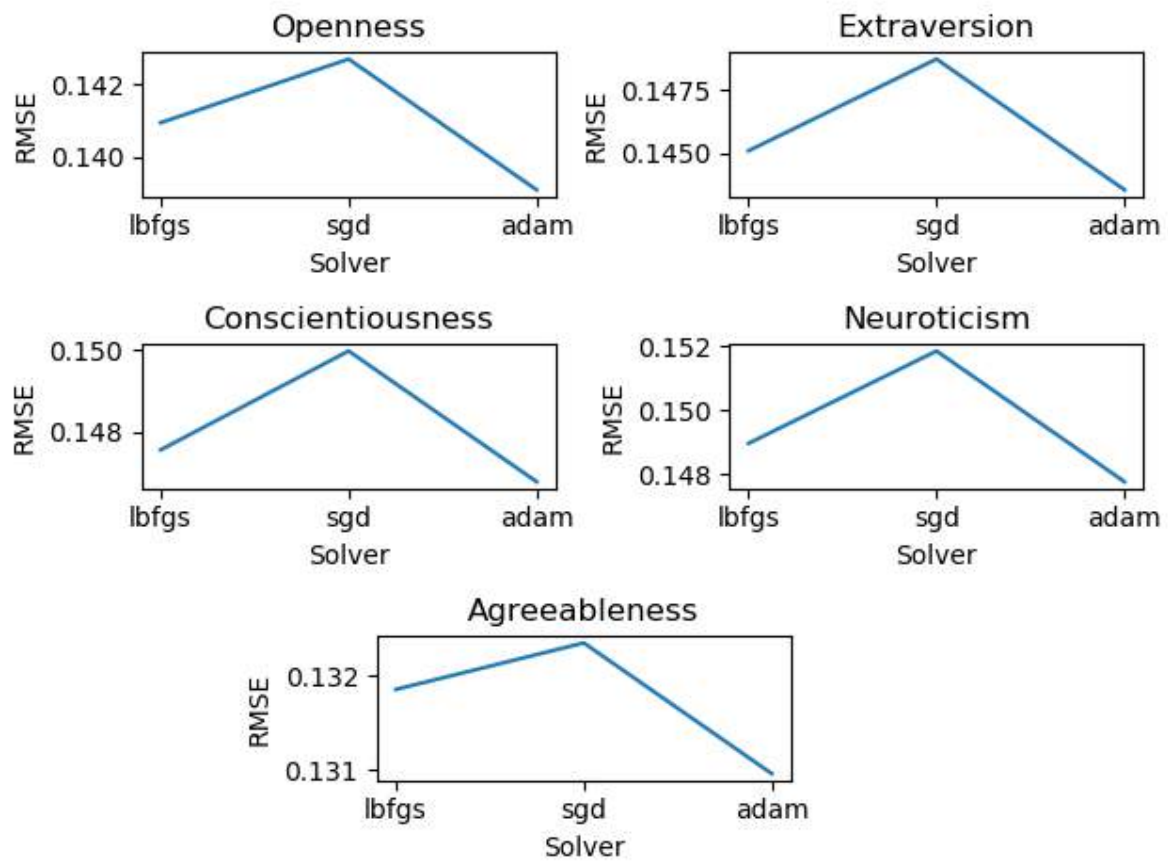 Openness
RMSE
0.142
0.140
lbfgs
sgd
adam
Solver
Extraversion
RMSE
0.1475
0.1450
lbfgs
sgd
adam
Solver
Conscientiousness
RMSE
0.150
0.148
lbfgs
sgd
adam
Solver
Neuroticism
RMSE
0.152
0.150
0.148
lbfgs
sgd
adam
Solver
Agreeableness
RMSE
0.132
0.131
lbfgs
sgd
adam
Solver